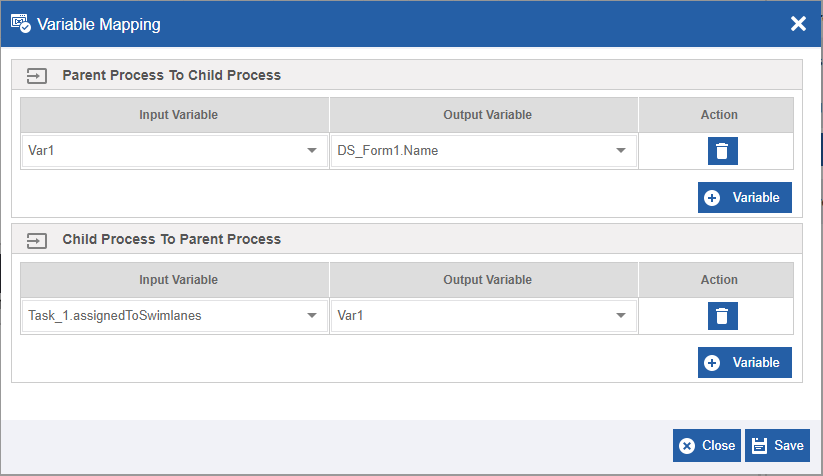 Variable Mapping
Parent Process To Child Process
Input Variable Output Variable Action
Var1 DS_Form1.Name
Variable
Child Process To Parent Process
Input Variable Output Variable Action
Task_1.assignedToSwimlanes Var1
Variable
Close Save